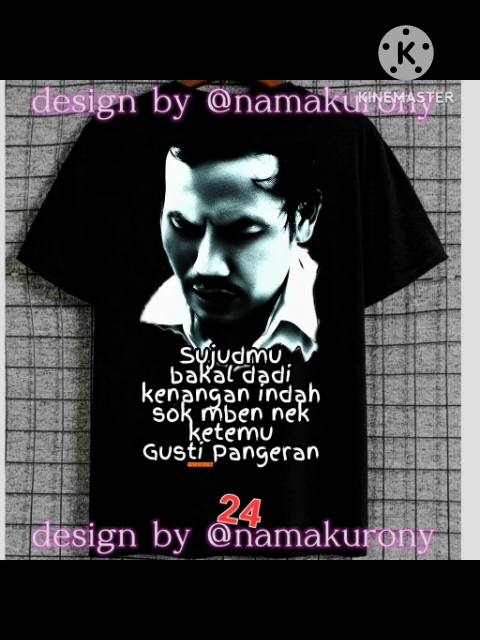 K
KINEMASTER
design by @namakurony
Sujudmu
bakal dadi
kenangan indah
sok mben nek
ketemu
Gusti Pangeran
24
design by @namakurony